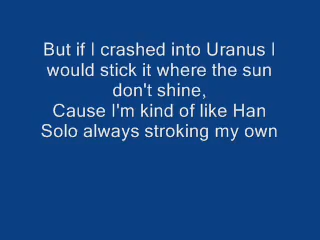 But if I crashed into Uranus I
would stick it where the sun
don't shine,
Cause I'm kind of like Han
Solo always stroking my own